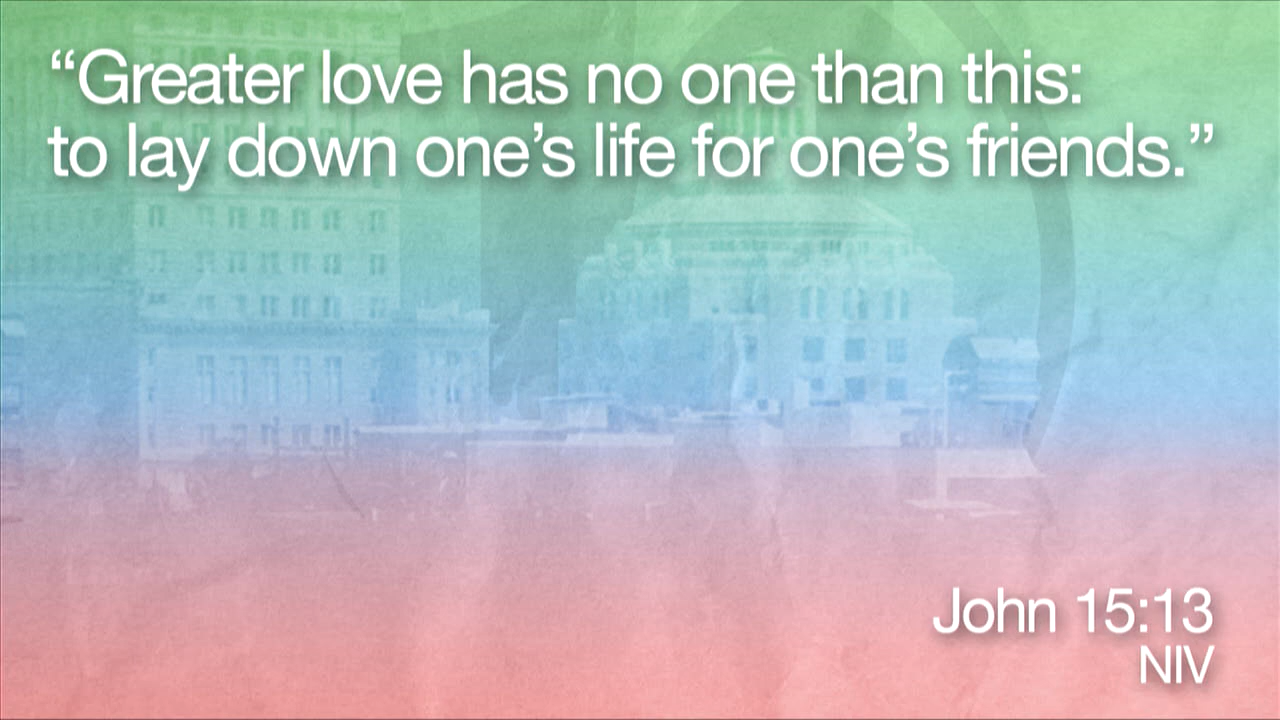 “Greater love has no one than this:
to lay down one’s life for one’s friends.”
John 15:13
NIV